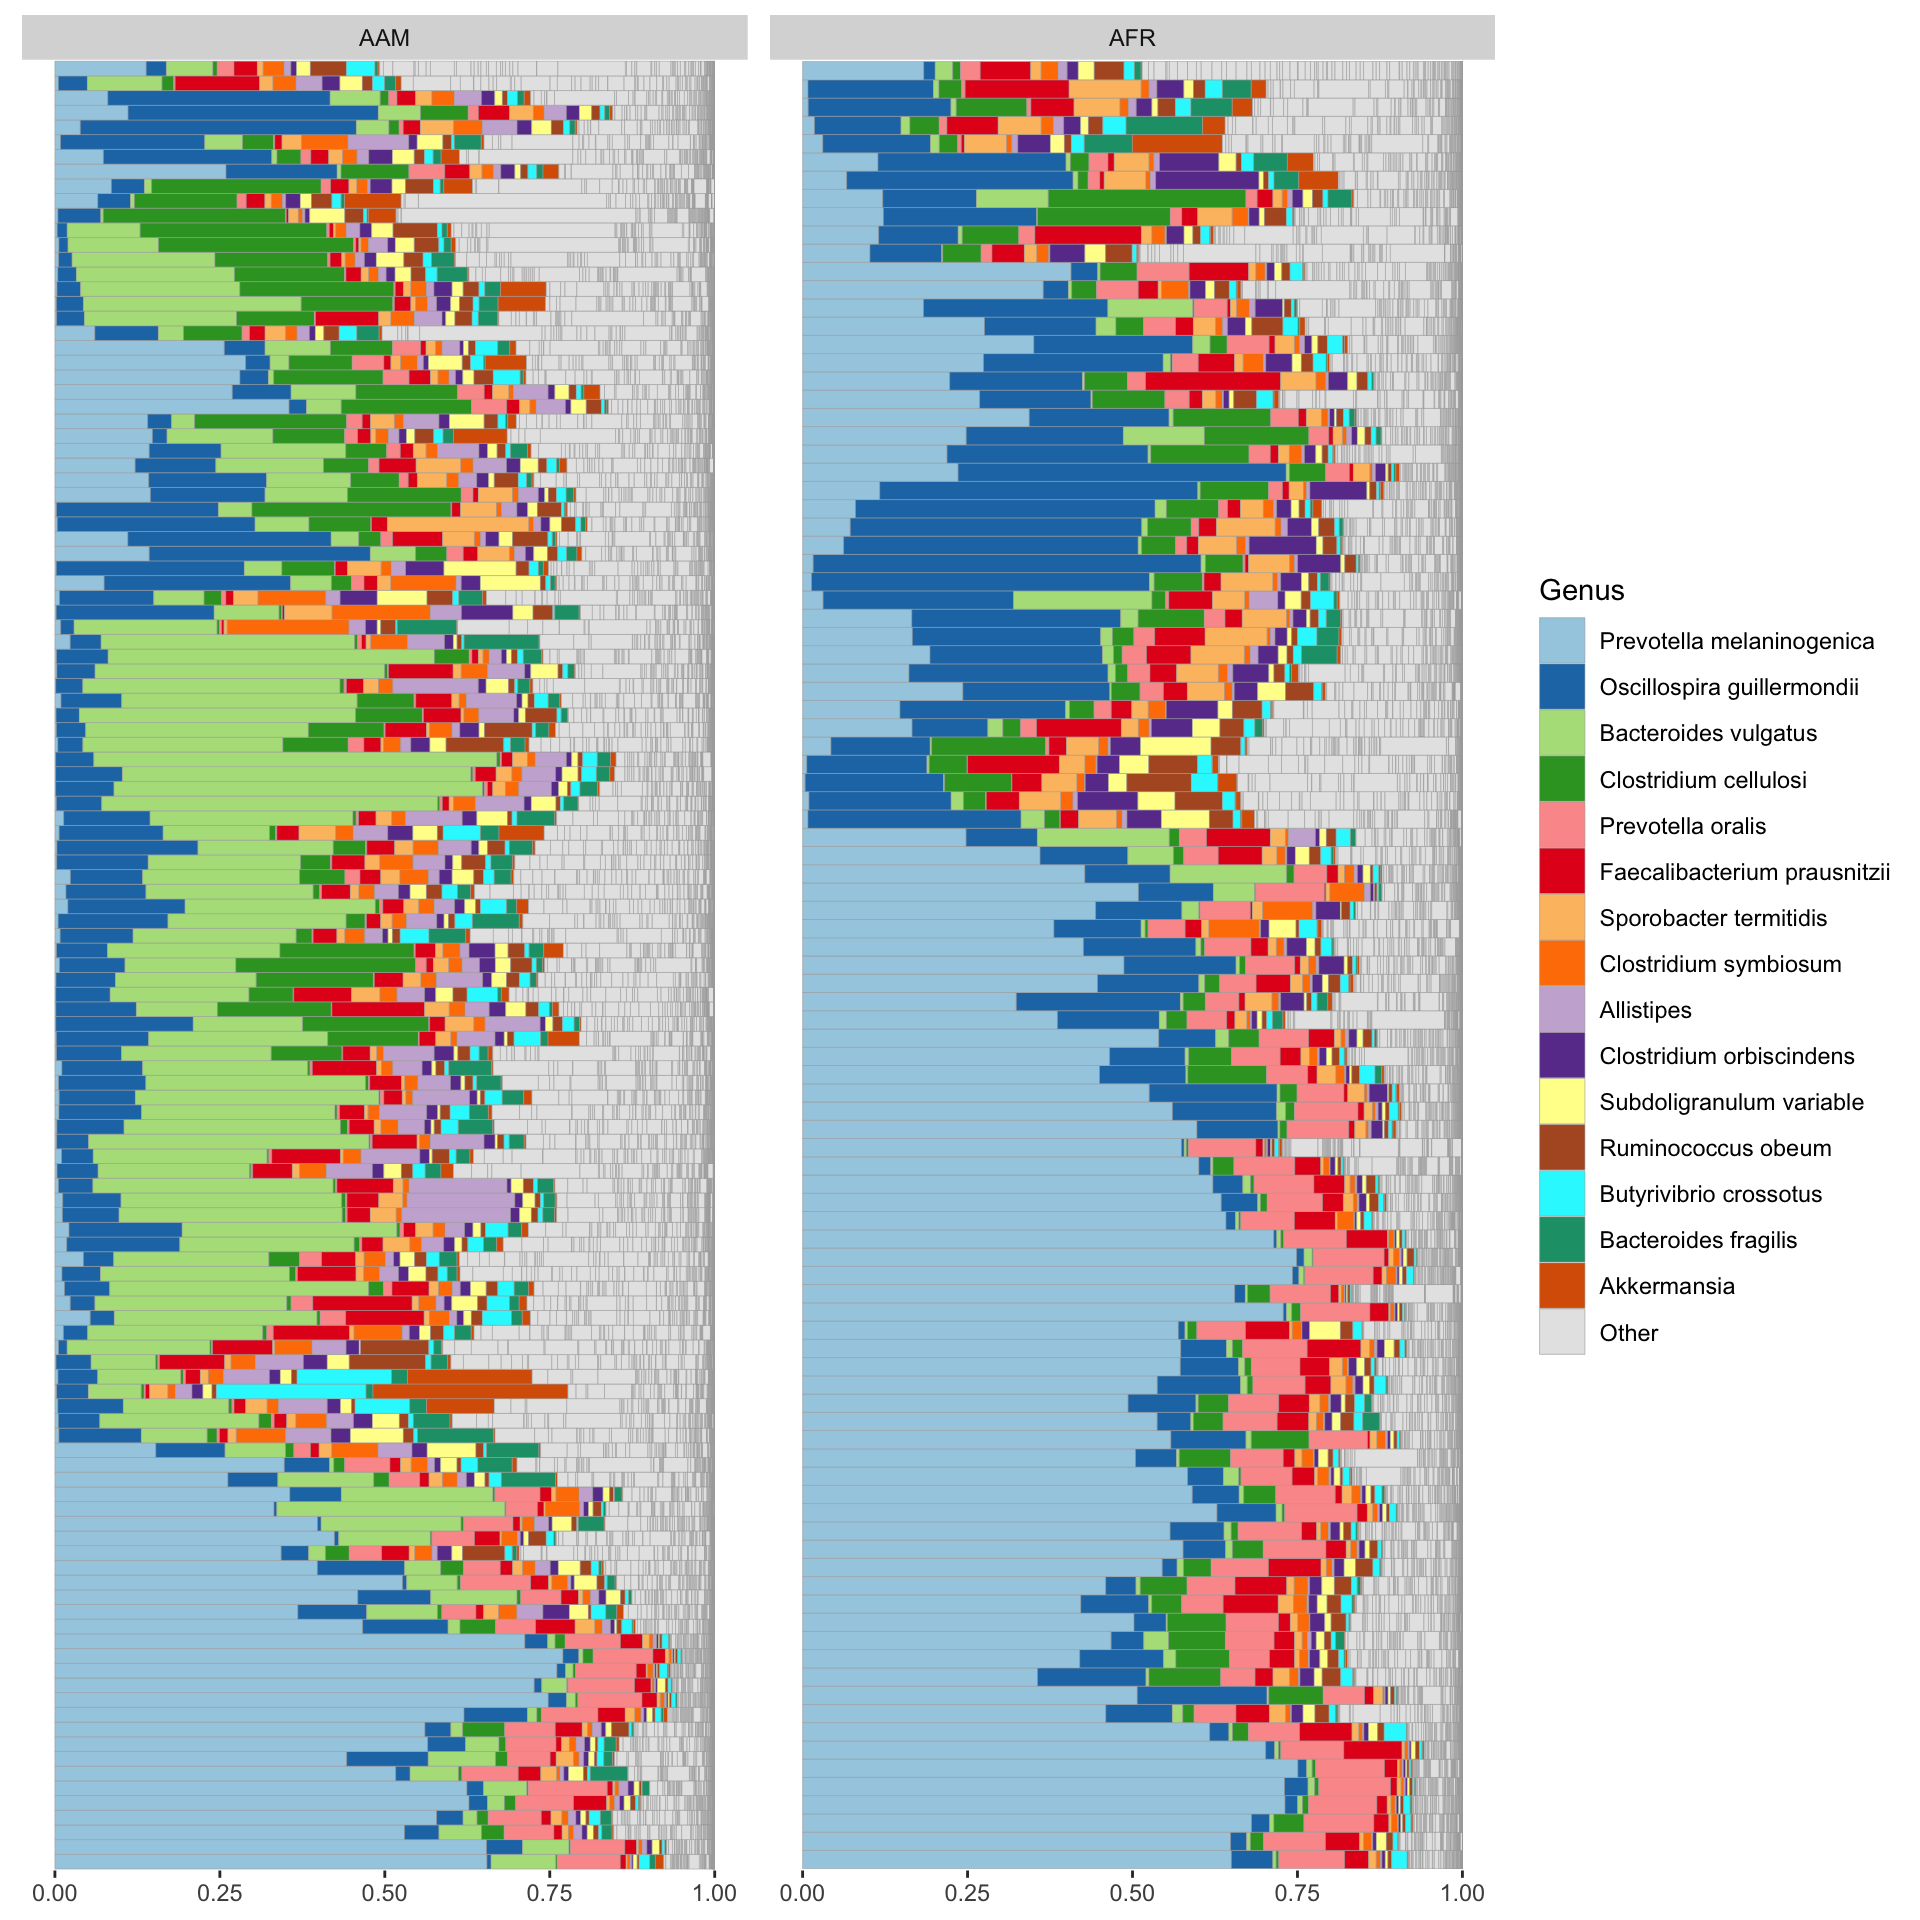 AAM
AFR
Genus
Prevotella melaninogenica
Oscillospira guillermondii
Bacteroides vulgatus
Clostridium cellulosi
Prevotella oralis
Faecalibacterium prausnitzii
Sporobacter termitidis
Clostridium symbiosum
Allistipes
Clostridium orbiscindens
Subdoligranulum variable
Ruminococcus obeum
Butyrivibrio crossotus
Bacteroides fragilis
Akkermansia
Other
0.00 0.25 0.50 0.75 1.00
0.00 0.25 0.50 0.75 1.00